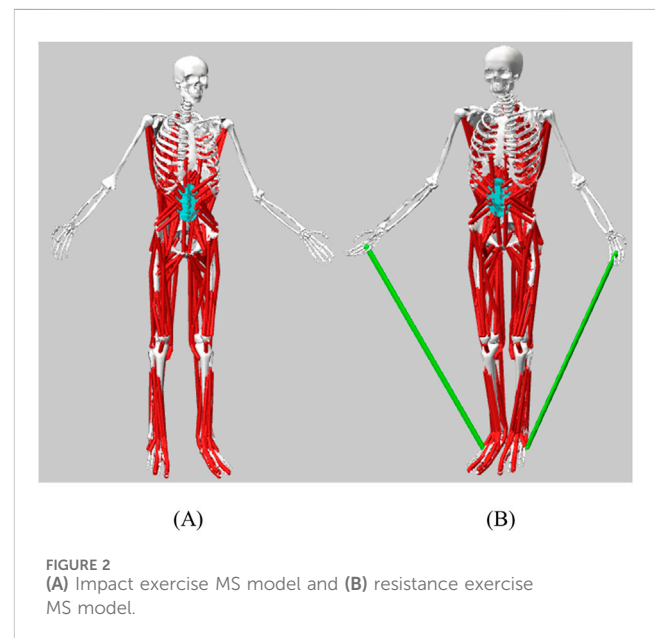 (A)
(B)
FIGURE 2
(A) Impact exercise MS model and (B) resistance exercise
MS model.